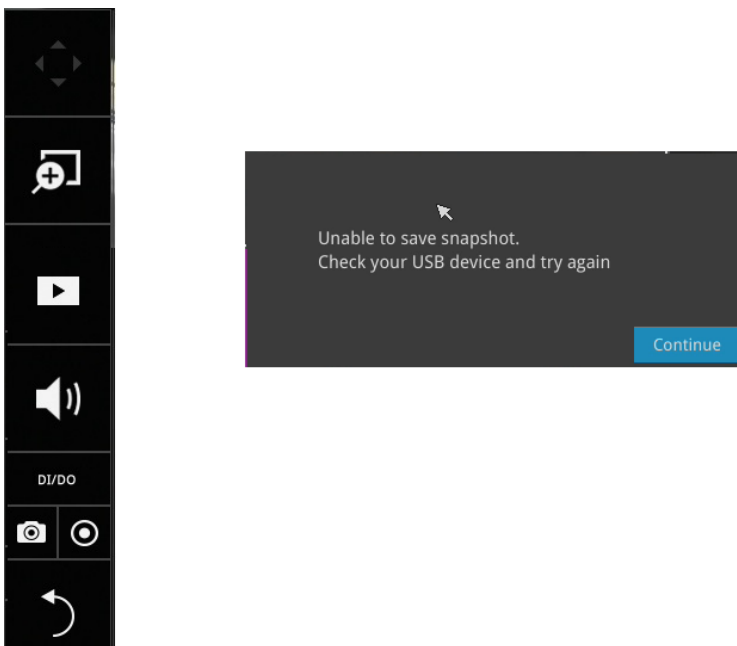 Unable to save snapshot.
Check your USB device and try again
Continue
DI/DO